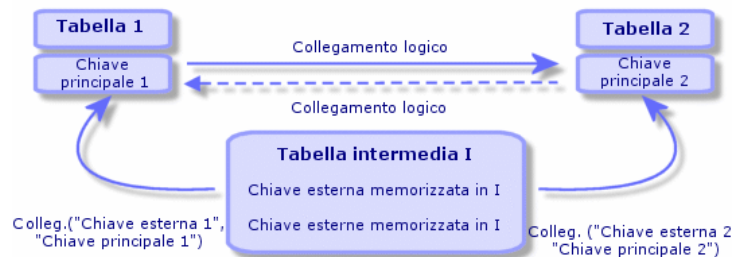 Tabella 1
Tabella 2
Collegamento logico
Chiave
principale 1
Chiave
principale 2
Collegamento logico
Tabella intermedia I
Chiave esterna memorizzata in I
Chiave esterne memorizzata in I
Colleg.("Chiave esterna 1",
"Chiave principale 1")
Colleg. ("Chiave esterna 2
"Chiave principale 2")